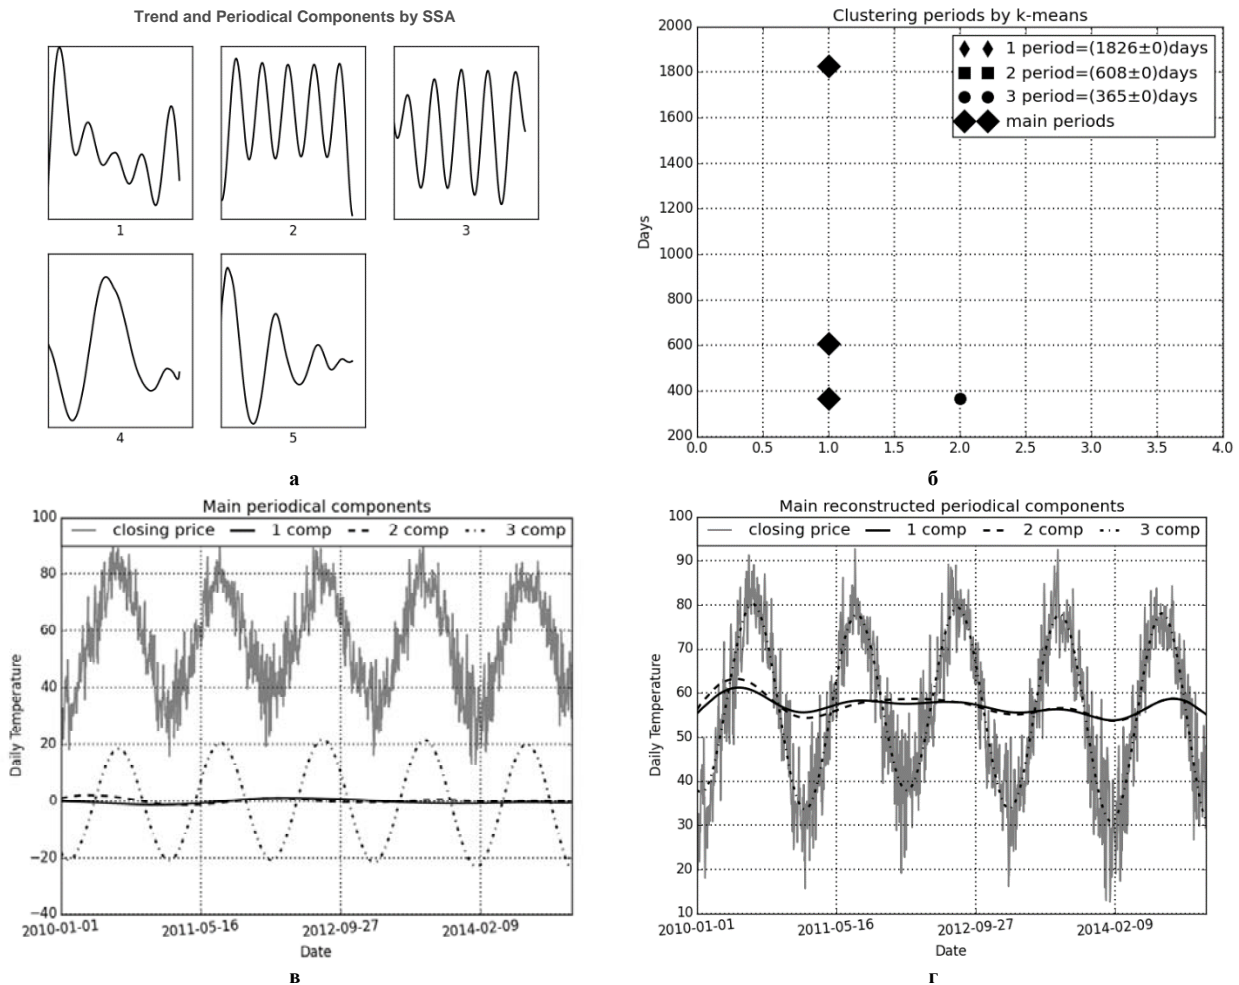 Trend and Periodical Components by SSA
1
2
3
4
5
а
Clustering periods by k-means
1 period=(1826±0)days
2 period=(608±0)days
3 period=(365±0)days
main periods
Days
2000
1800
1600
1400
1200
1000
800
600
400
200
0.0 0.5 1.0 1.5 2.0 2.5 3.0 3.5 4.0
б
Main periodical components
closing price 1 comp 2 comp 3 comp
Daily Temperature
100
80
60
40
20
0
−20
−40
2010-01-01 2011-05-16 2012-09-27 2014-02-09
Date
в
Main reconstructed periodical components
closing price 1 comp 2 comp 3 comp
Daily Temperature
100
90
80
70
60
50
40
30
20
10
2010-01-01 2011-05-16 2012-09-27 2014-02-09
Date
г